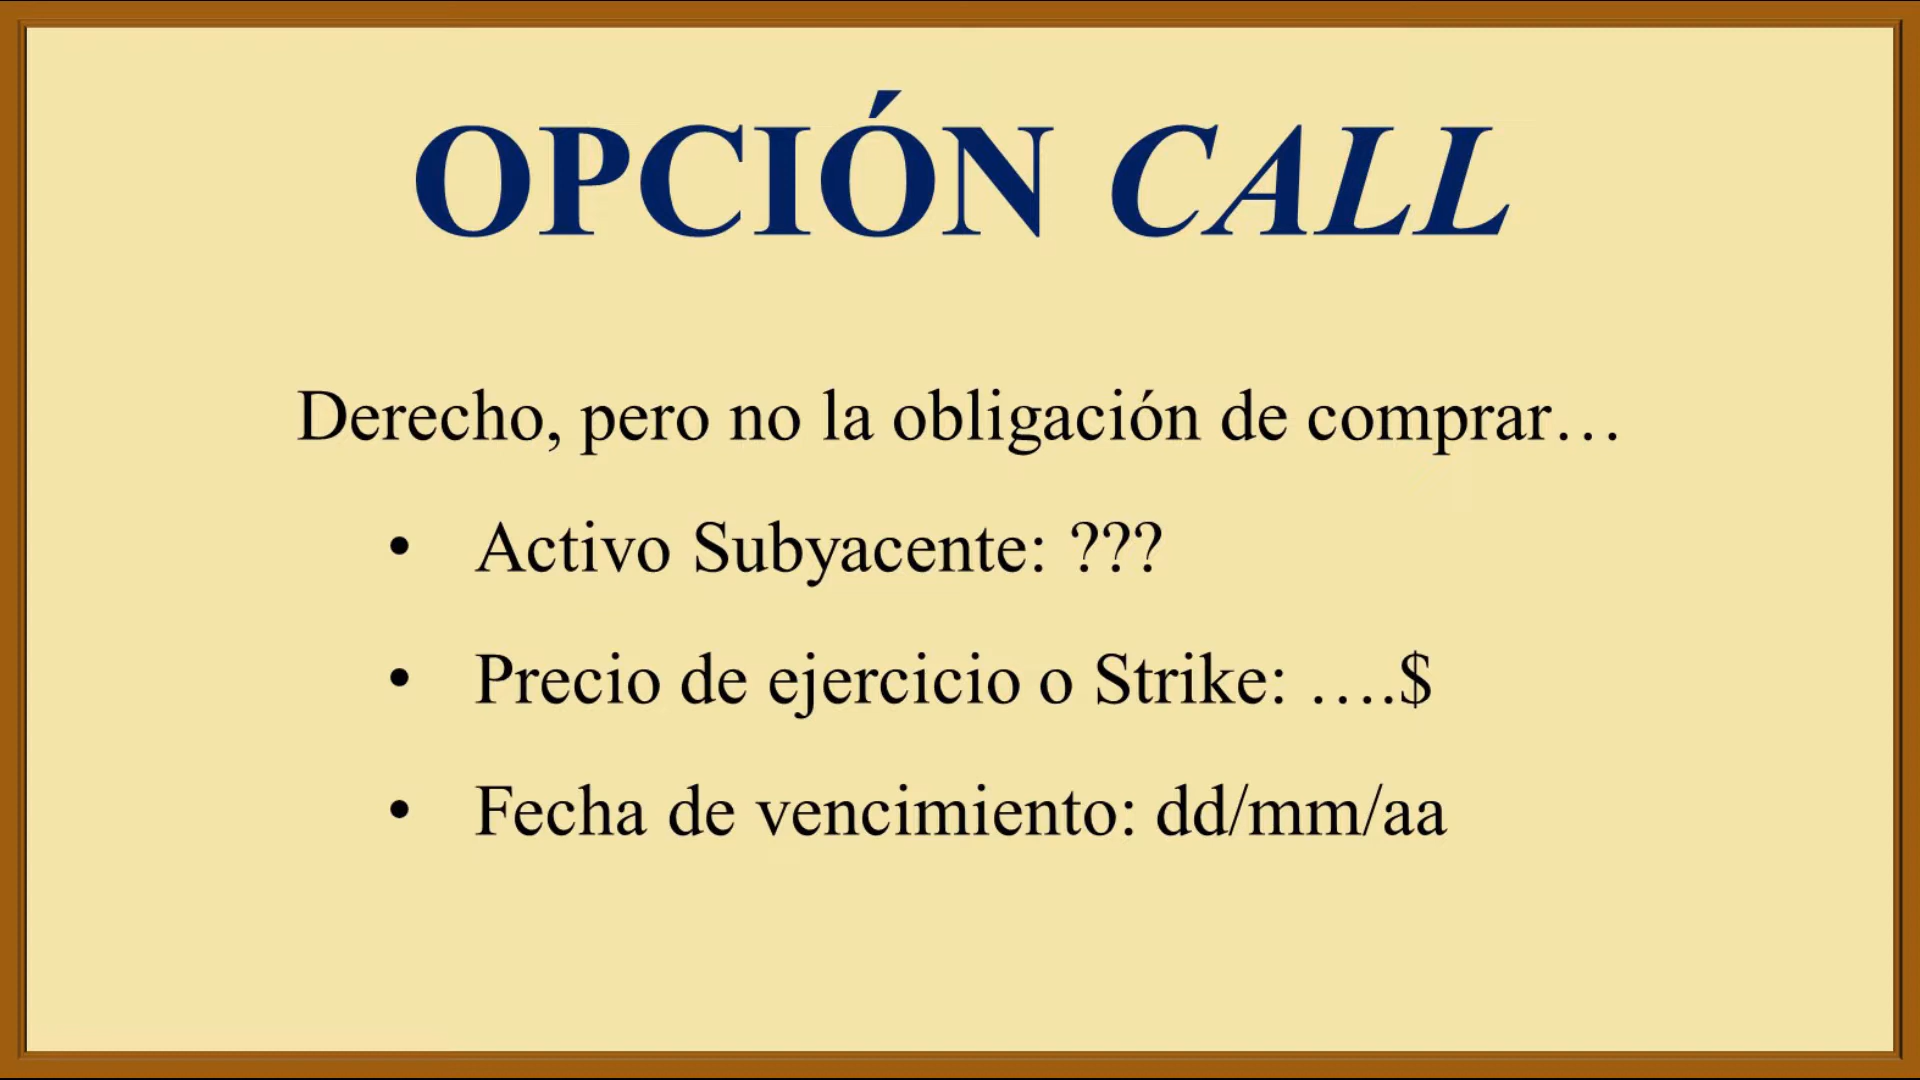 OPCIÓN CALL
Derecho, pero no la obligación de comprar…
• Activo Subyacente: ???
• Precio de ejercicio o Strike: ….$
• Fecha de vencimiento: dd/mm/aa